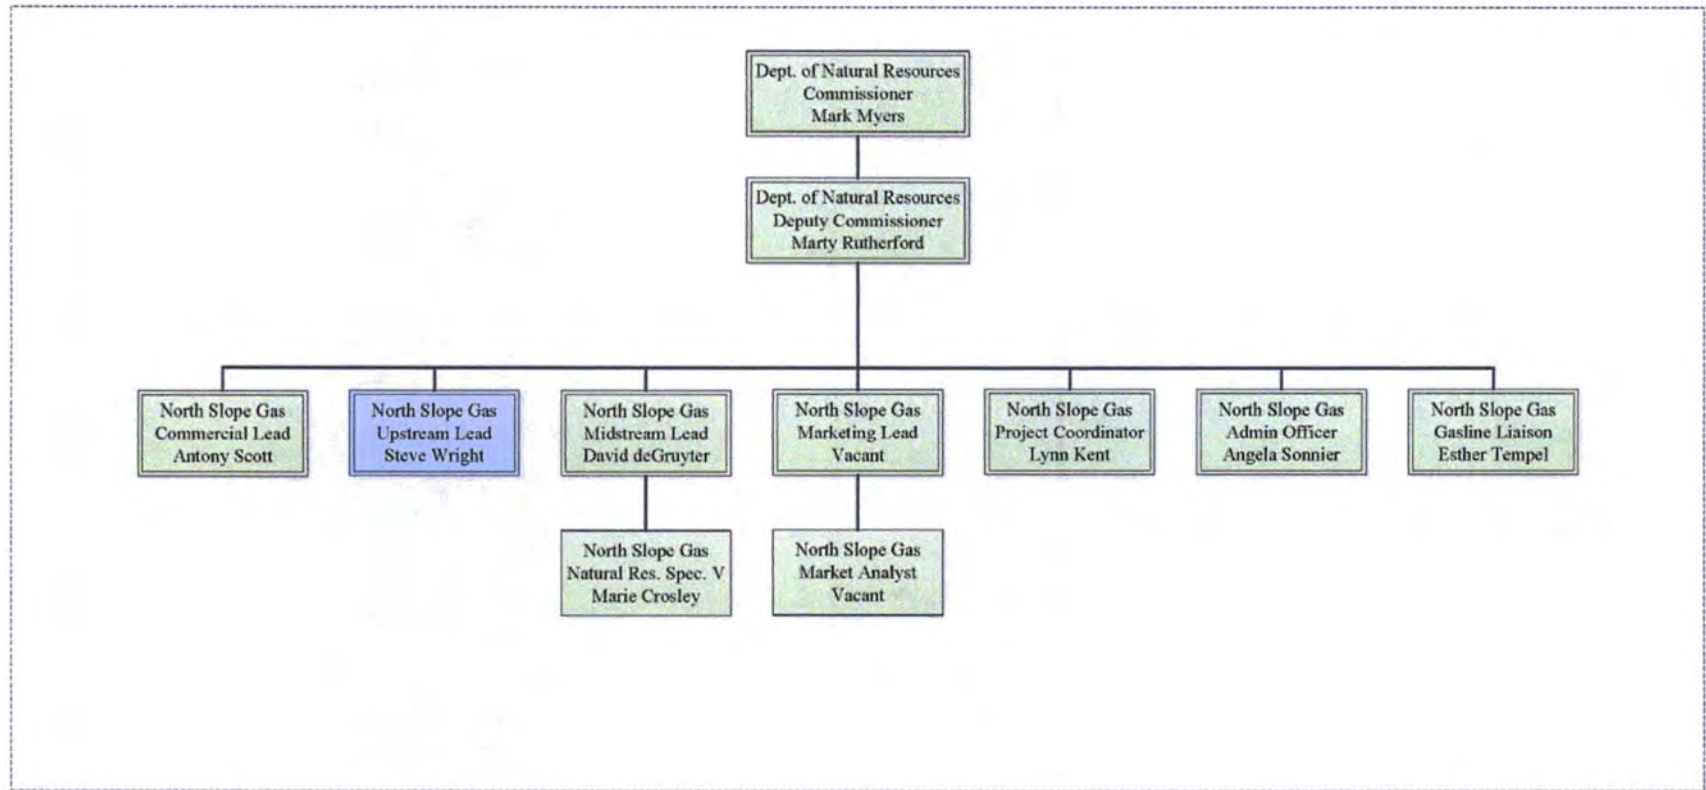 Dept. of Natural Resources
Commissioner
Mark Myers
Dept. of Natural Resources
Deputy Commissioner
Marty Rutherford
North Slope Gas
Commercial Lead
Antony Scott
North Slope Gas
Upstream Lead
Steve Wright
North Slope Gas
Midstream Lead
David deGruyter
North Slope Gas
Marketing Lead
Vacant
North Slope Gas
Project Coordinator
Lynn Kent
North Slope Gas
Admin Officer
Angela Sonnier
North Slope Gas
Gasline Liaison
Esther Tempel
North Slope Gas
Natural Res. Spec. V
Marie Crosley
North Slope Gas
Market Analyst
Vacant